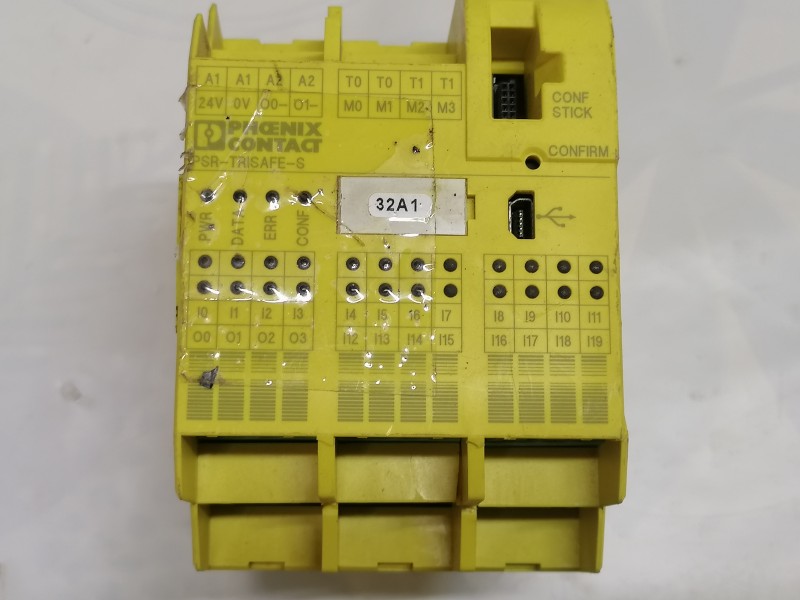 A1 A1 A2 A2 T0 T0 T1 T1
24V 0V O0- O1- M0 M1 M2 M3
CONF
STICK
PHŒNIX
CONTACT
PSR-TRISAFE-S
CONFIRM
32A1
PWR DATA ERR CONF
I0 I1 I2 I3 I4 I5 I6 I7 I8 I9 I10 I11
O0 O1 O2 O3 I12 I13 I14 I15 I16 I17 I18 I19